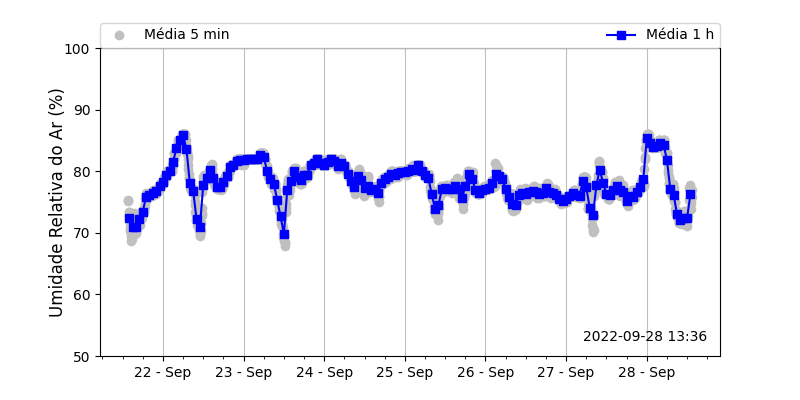 Média 5 min Média 1 h
Umidade Relativa do Ar (%)
100
90
80
70
60
50
2022-09-28 13:36
22 - Sep 23 - Sep 24 - Sep 25 - Sep 26 - Sep 27 - Sep 28 - Sep